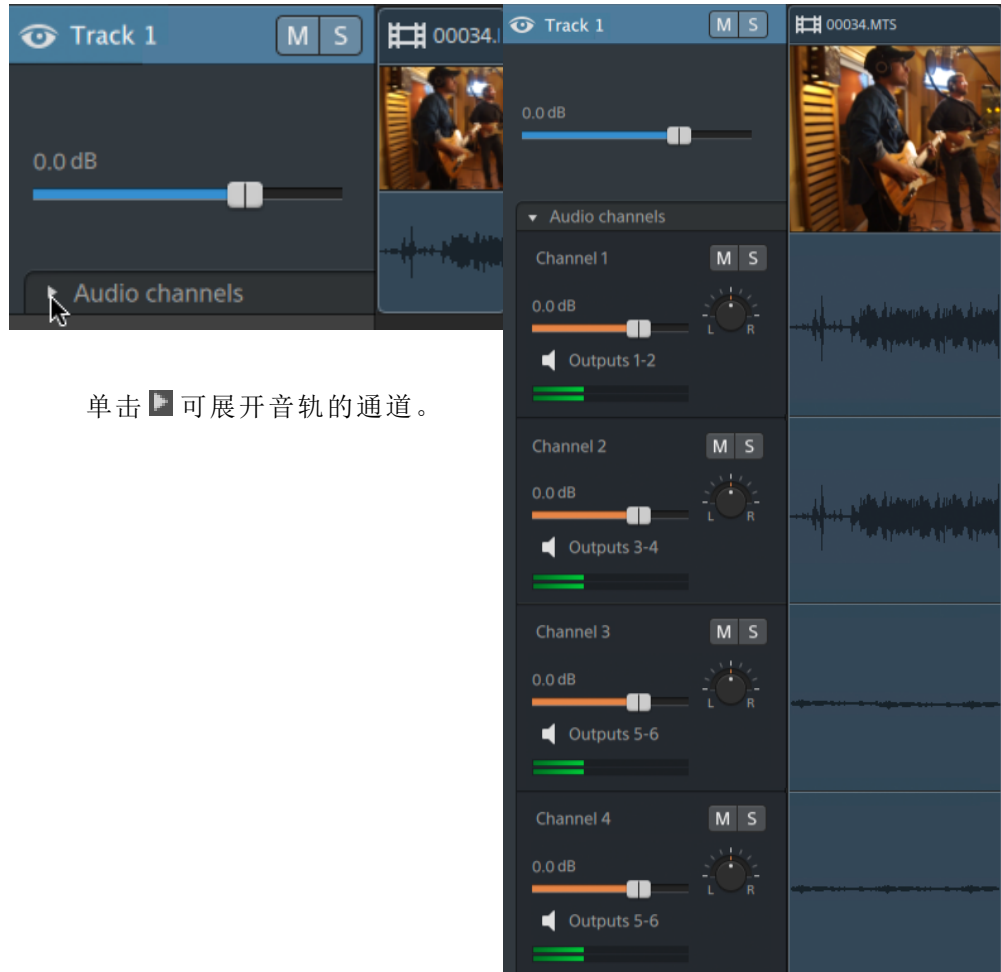 Track 1
M S
00034.
0.0 dB
Audio channels
单击 可展开音轨的通道。
Track 1
M S
00034.MTS
0.0 dB
Audio channels
Channel 1
M S
0.0 dB
L R
Outputs 1-2
Channel 2
M S
0.0 dB
L R
Outputs 3-4
Channel 3
M S
0.0 dB
L R
Outputs 5-6
Channel 4
M S
0.0 dB
L R
Outputs 5-6